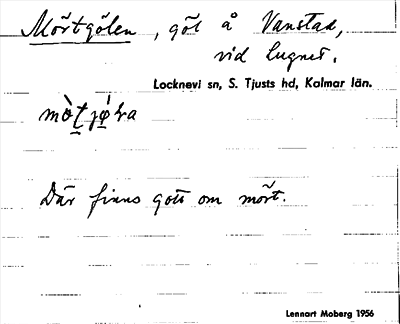 Mörtgölen, göl å Vanstad,
vid Lugnet.
Locknevi sn, S. Tjusts hd, Kalmar län.
Där finns gott om mört.
Lennart Moberg 1956